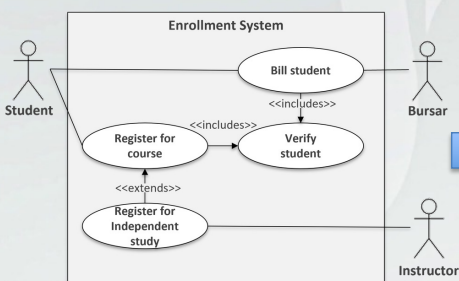 Enrollment System
Bill student
Student
<<includes>>
Bursar
Register for
course
<<includes>>
Verify
student
<<extends>>
Register for
Independent
study
Instructor